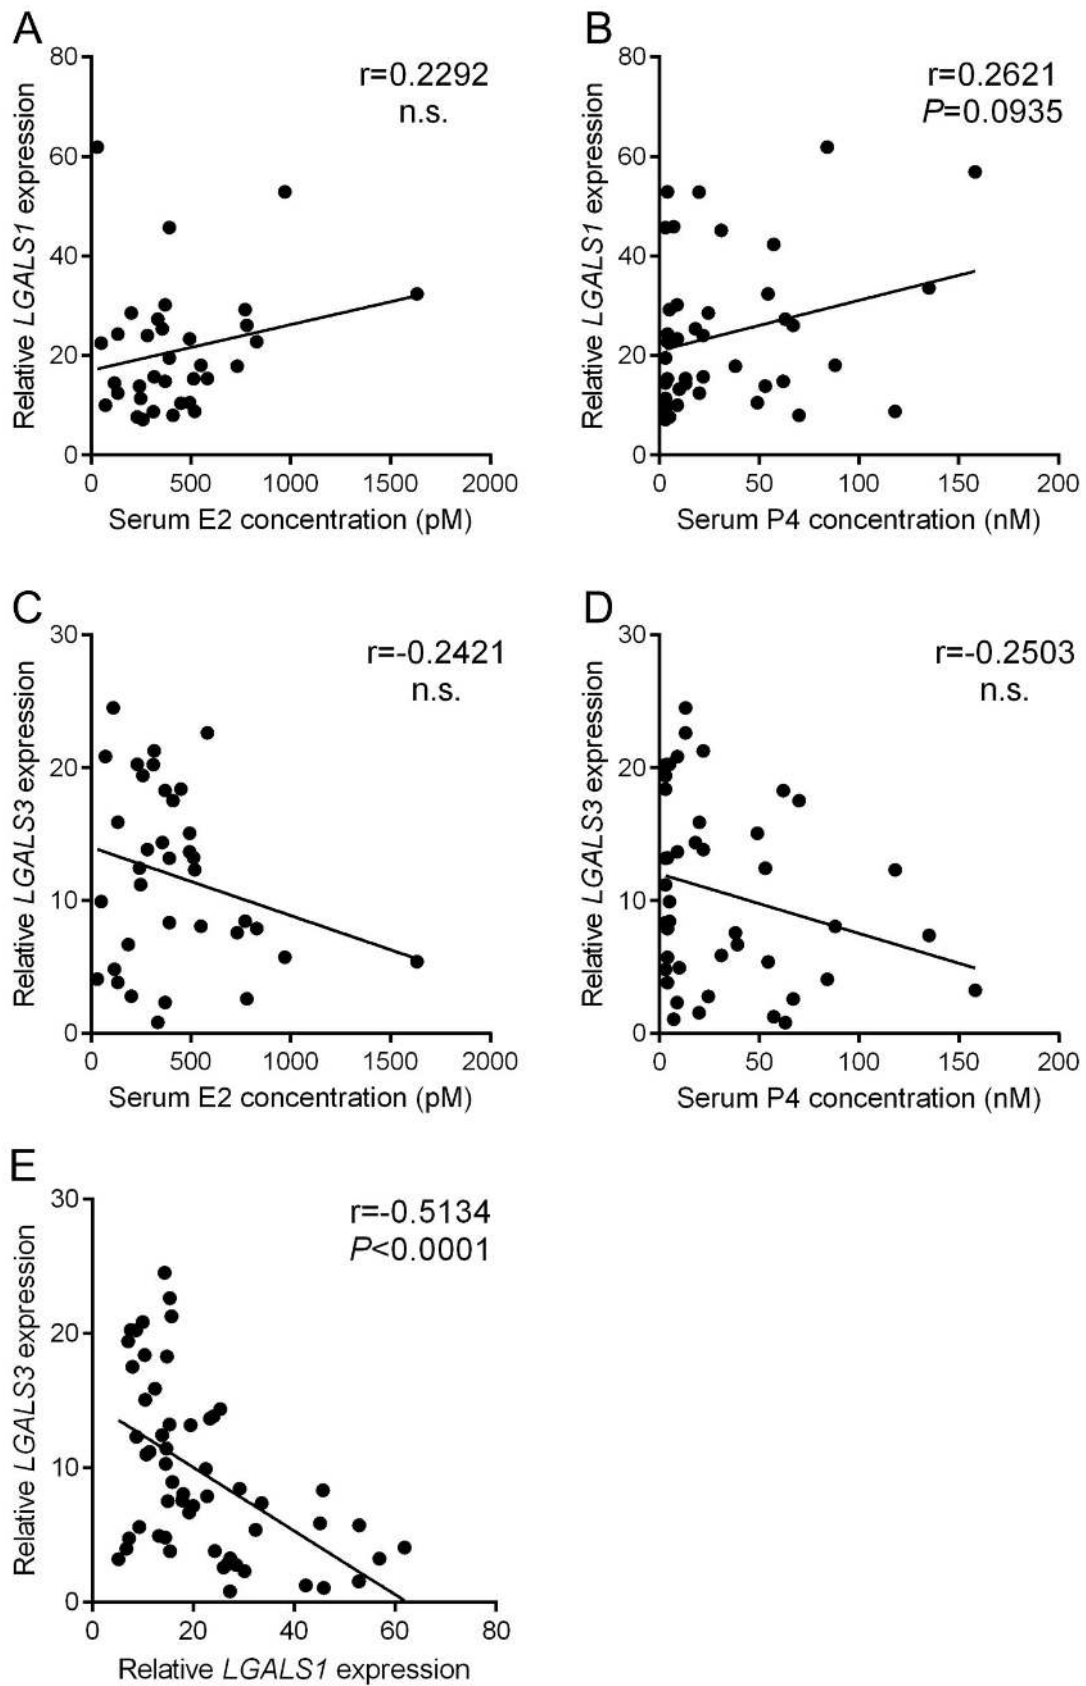 A
r=0.2292
n.s.
Relative LGALS1 expression
80
60
40
20
0
0 500 1000 1500 2000
Serum E2 concentration (pM)
B
r=0.2621
P=0.0935
Relative LGALS1 expression
80
60
40
20
0
0 50 100 150 200
Serum P4 concentration (nM)
C
r=-0.2421
n.s.
Relative LGALS3 expression
30
20
10
0
0 500 1000 1500 2000
Serum E2 concentration (pM)
D
r=-0.2503
n.s.
Relative LGALS3 expression
30
20
10
0
0 50 100 150 200
Serum P4 concentration (nM)
E
r=-0.5134
P<0.0001
Relative LGALS3 expression
30
20
10
0
0 20 40 60 80
Relative LGALS1 expression